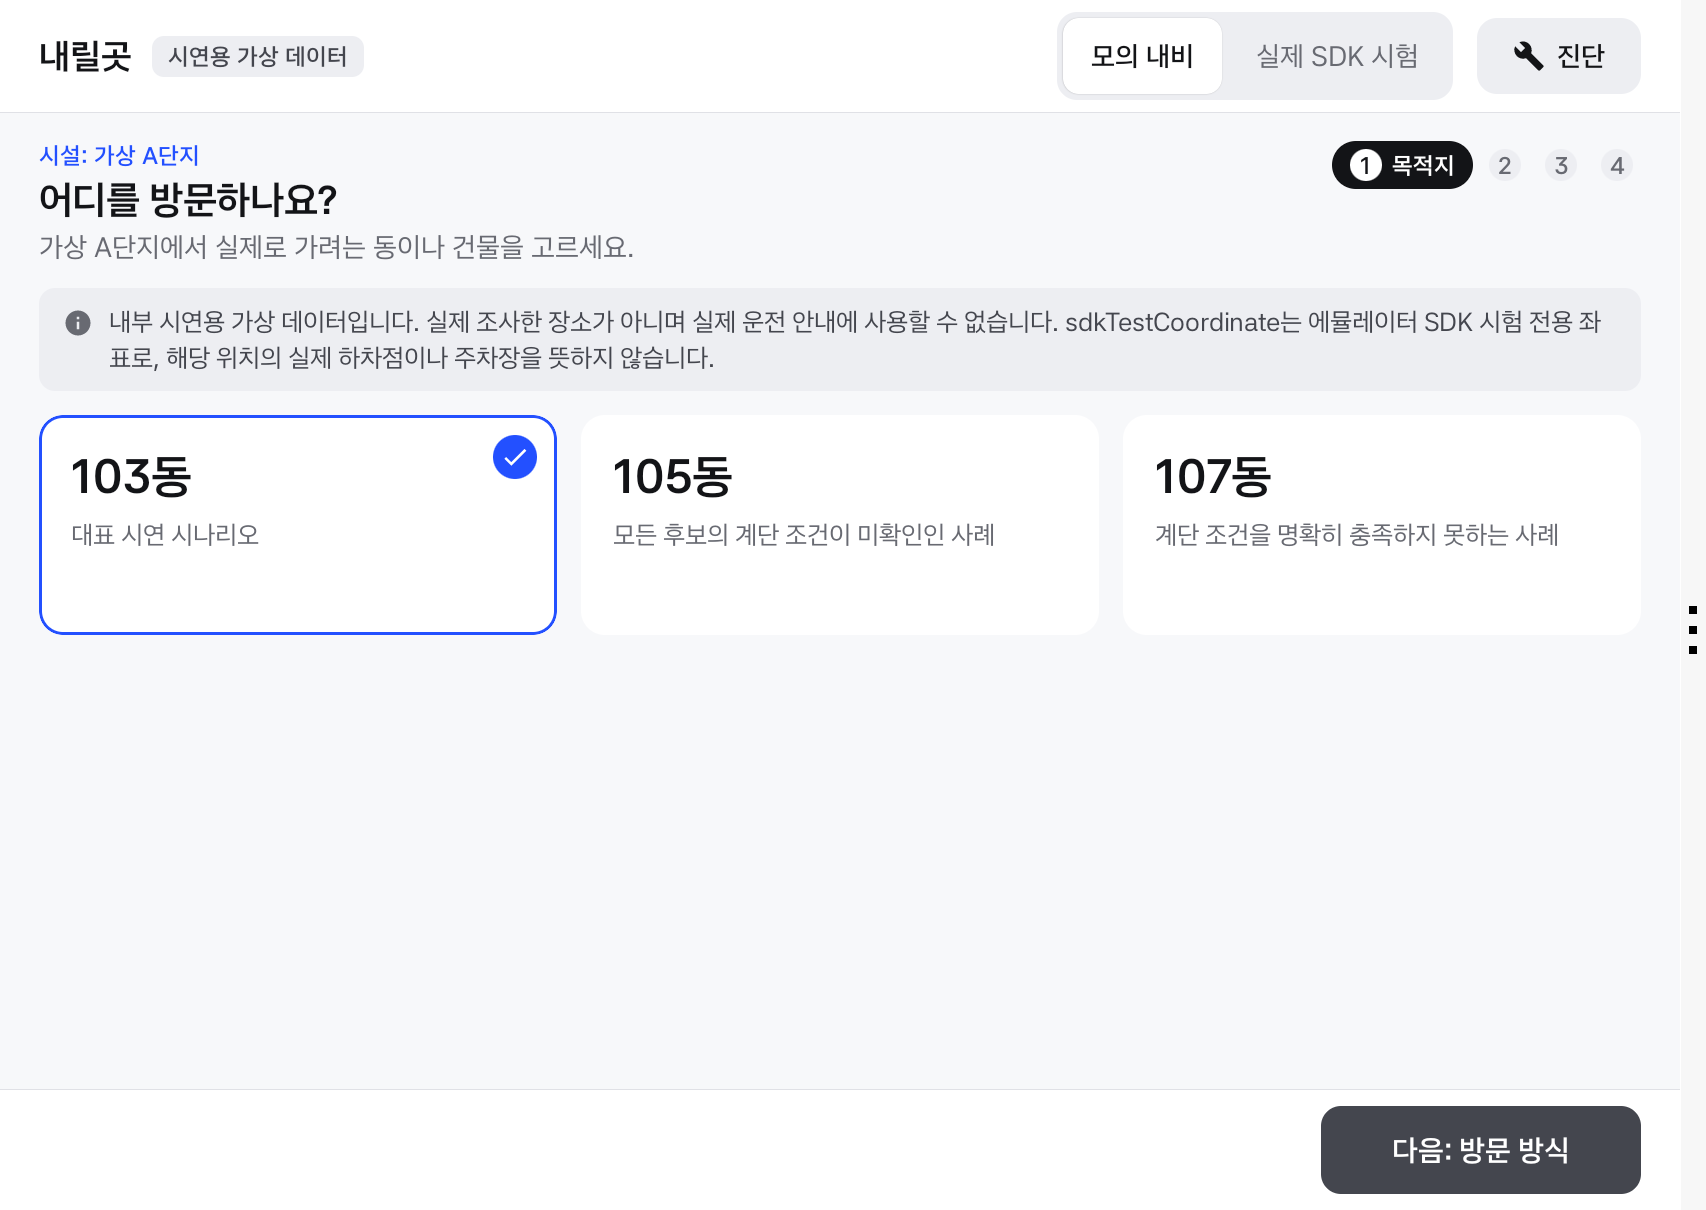 내릴곳
시연용 가상 데이터
모의 내비
실제 SDK 시험
진단
시설: 가상 A단지
어디를 방문하나요?
가상 A단지에서 실제로 가려는 동이나 건물을 고르세요.
1 목적지
2
3
4
내부 시연용 가상 데이터입니다. 실제 조사한 장소가 아니며 실제 운전 안내에 사용할 수 없습니다. sdkTestCoordinate는 에뮬레이터 SDK 시험 전용 좌
표로, 해당 위치의 실제 하차점이나 주차장을 뜻하지 않습니다.
103동
대표 시연 시나리오
105동
모든 후보의 계단 조건이 미확인인 사례
107동
계단 조건을 명확히 충족하지 못하는 사례
다음: 방문 방식